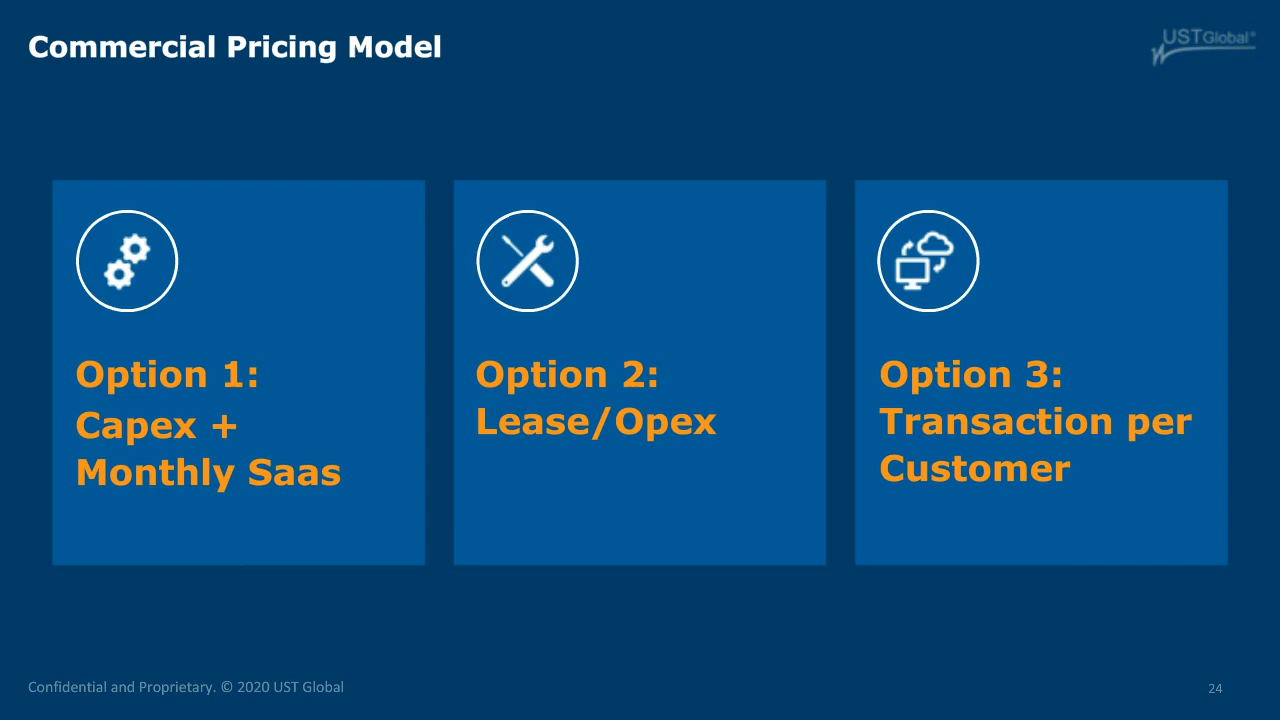 Commercial Pricing Model
USTGlobal®
Option 1:
Capex +
Monthly Saas
Option 2:
Lease/Opex
Option 3:
Transaction per
Customer
Confidential and Proprietary. © 2020 UST Global
24